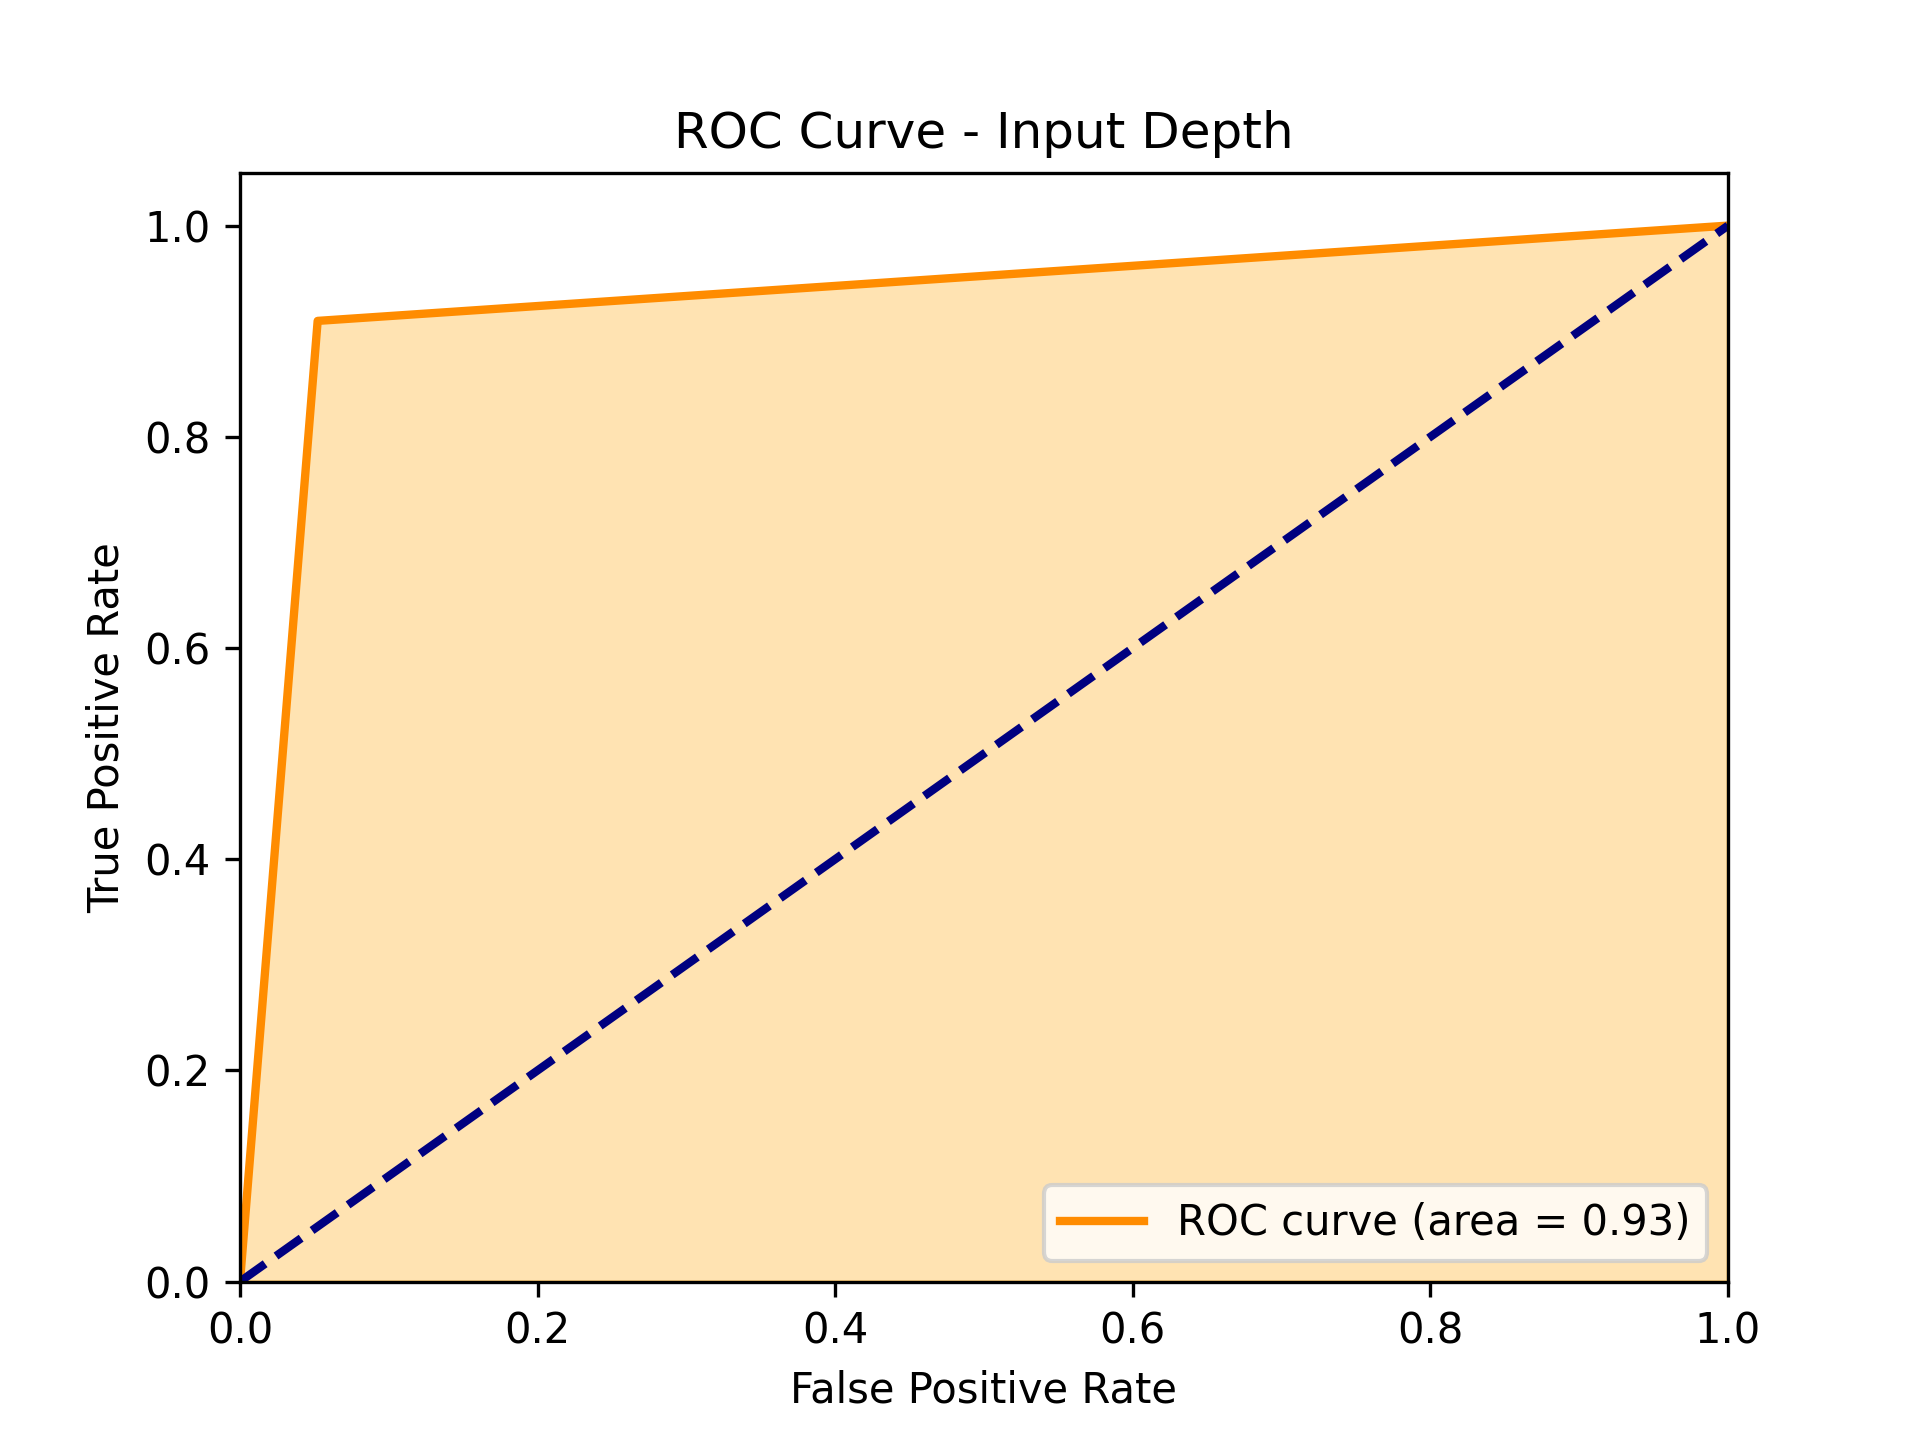 ROC Curve - Input Depth
1.0
0.8
0.6
0.4
0.2
0.0
True Positive Rate
ROC curve (area = 0.93)
0.0 0.2 0.4 0.6 0.8 1.0
False Positive Rate